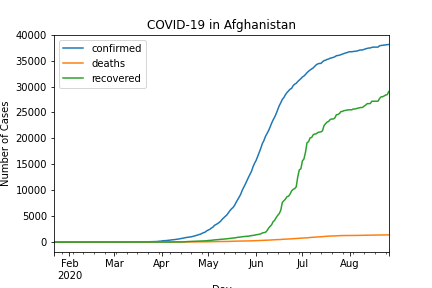 COVID-19 in Afghanistan
40000
35000
30000
25000
20000
15000
10000
5000
0
Number of Cases
confirmed
deaths
recovered
Feb
2020
Mar
Apr
May
Jun
Jul
Aug